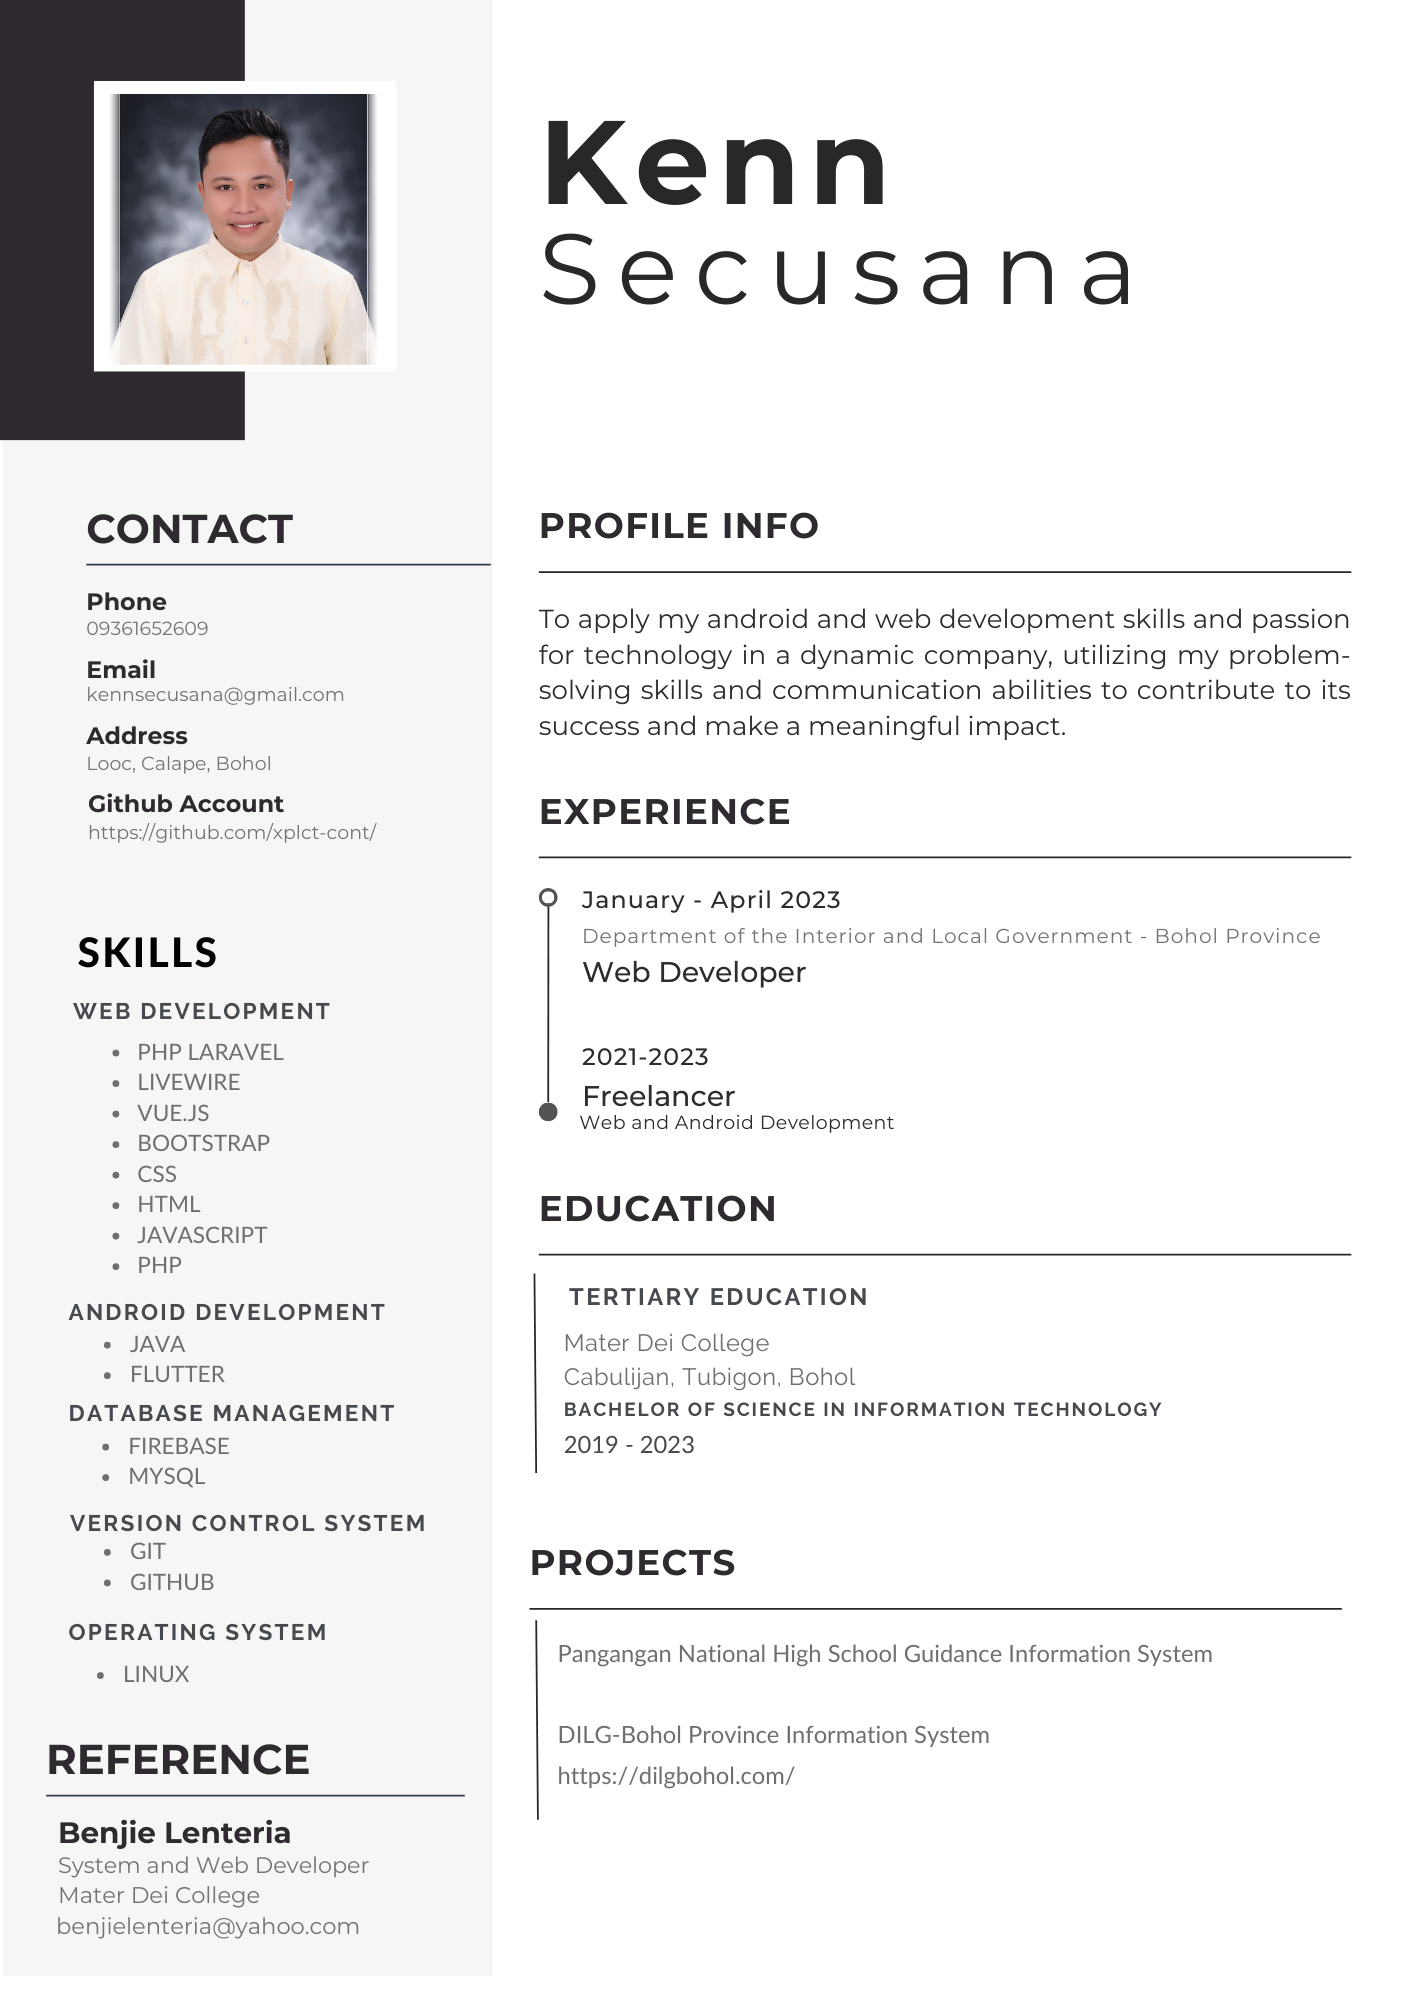 Kenn
Secusana
CONTACT
Phone
09361652609
Email
kennsecusana@gmail.com
Address
Looc, Calape, Bohol
Github Account
https://github.com/xplct-cont/
SKILLS
WEB DEVELOPMENT
• PHP LARAVEL
• LIVEWIRE
• VUE.JS
• BOOTSTRAP
• CSS
• HTML
• JAVASCRIPT
• PHP
ANDROID DEVELOPMENT
• JAVA
• FLUTTER
DATABASE MANAGEMENT
• FIREBASE
• MYSQL
VERSION CONTROL SYSTEM
• GIT
• GITHUB
OPERATING SYSTEM
• LINUX
REFERENCE
Benjie Lenteria
System and Web Developer
Mater Dei College
benjielenteria@yahoo.com
PROFILE INFO
To apply my android and web development skills and passion
for technology in a dynamic company, utilizing my problem-
solving skills and communication abilities to contribute to its
success and make a meaningful impact.
EXPERIENCE
January - April 2023
Department of the Interior and Local Government - Bohol Province
Web Developer
2021-2023
Freelancer
Web and Android Development
EDUCATION
TERTIARY EDUCATION
Mater Dei College
Cabulijan, Tubigon, Bohol
BACHELOR OF SCIENCE IN INFORMATION TECHNOLOGY
2019 - 2023
PROJECTS
Pangangan National High School Guidance Information System
DILG-Bohol Province Information System
https://dilgbohol.com/